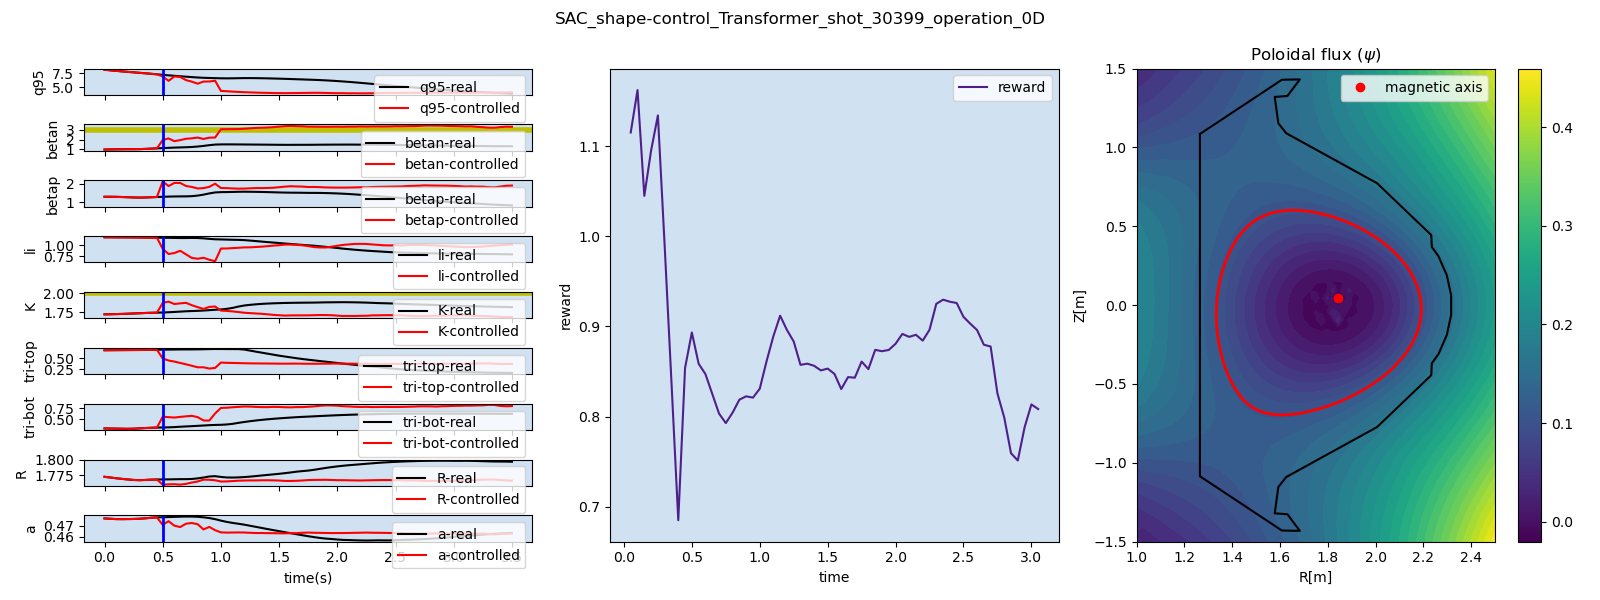 SAC_shape-control_Transformer_shot_30399_operation_0D
q95
7.5
5.0
q95-real
q95-controlled
betan
3
2
1
betan-real
betan-controlled
betap
2
1
betap-real
betap-controlled
li
1.00
0.75
li-real
li-controlled
K
2.00
1.75
K-real
K-controlled
tri-top
0.50
0.25
tri-top-real
tri-top-controlled
tri-bot
0.75
0.50
tri-bot-real
tri-bot-controlled
R
1.800
1.775
R-real
R-controlled
a
0.47
0.46
a-real
a-controlled
0.0 0.5 1.0 1.5 2.0 2.5 3.0 3.5
time(s)
reward
reward
1.1
1.0
0.9
0.8
0.7
0.0 0.5 1.0 1.5 2.0 2.5 3.0
time
Poloidal flux (ψ)
magnetic axis
Z[m]
1.5
1.0
0.5
0.0
−0.5
−1.0
−1.5
1.0 1.2 1.4 1.6 1.8 2.0 2.2 2.4
R[m]
0.4
0.3
0.2
0.1
0.0